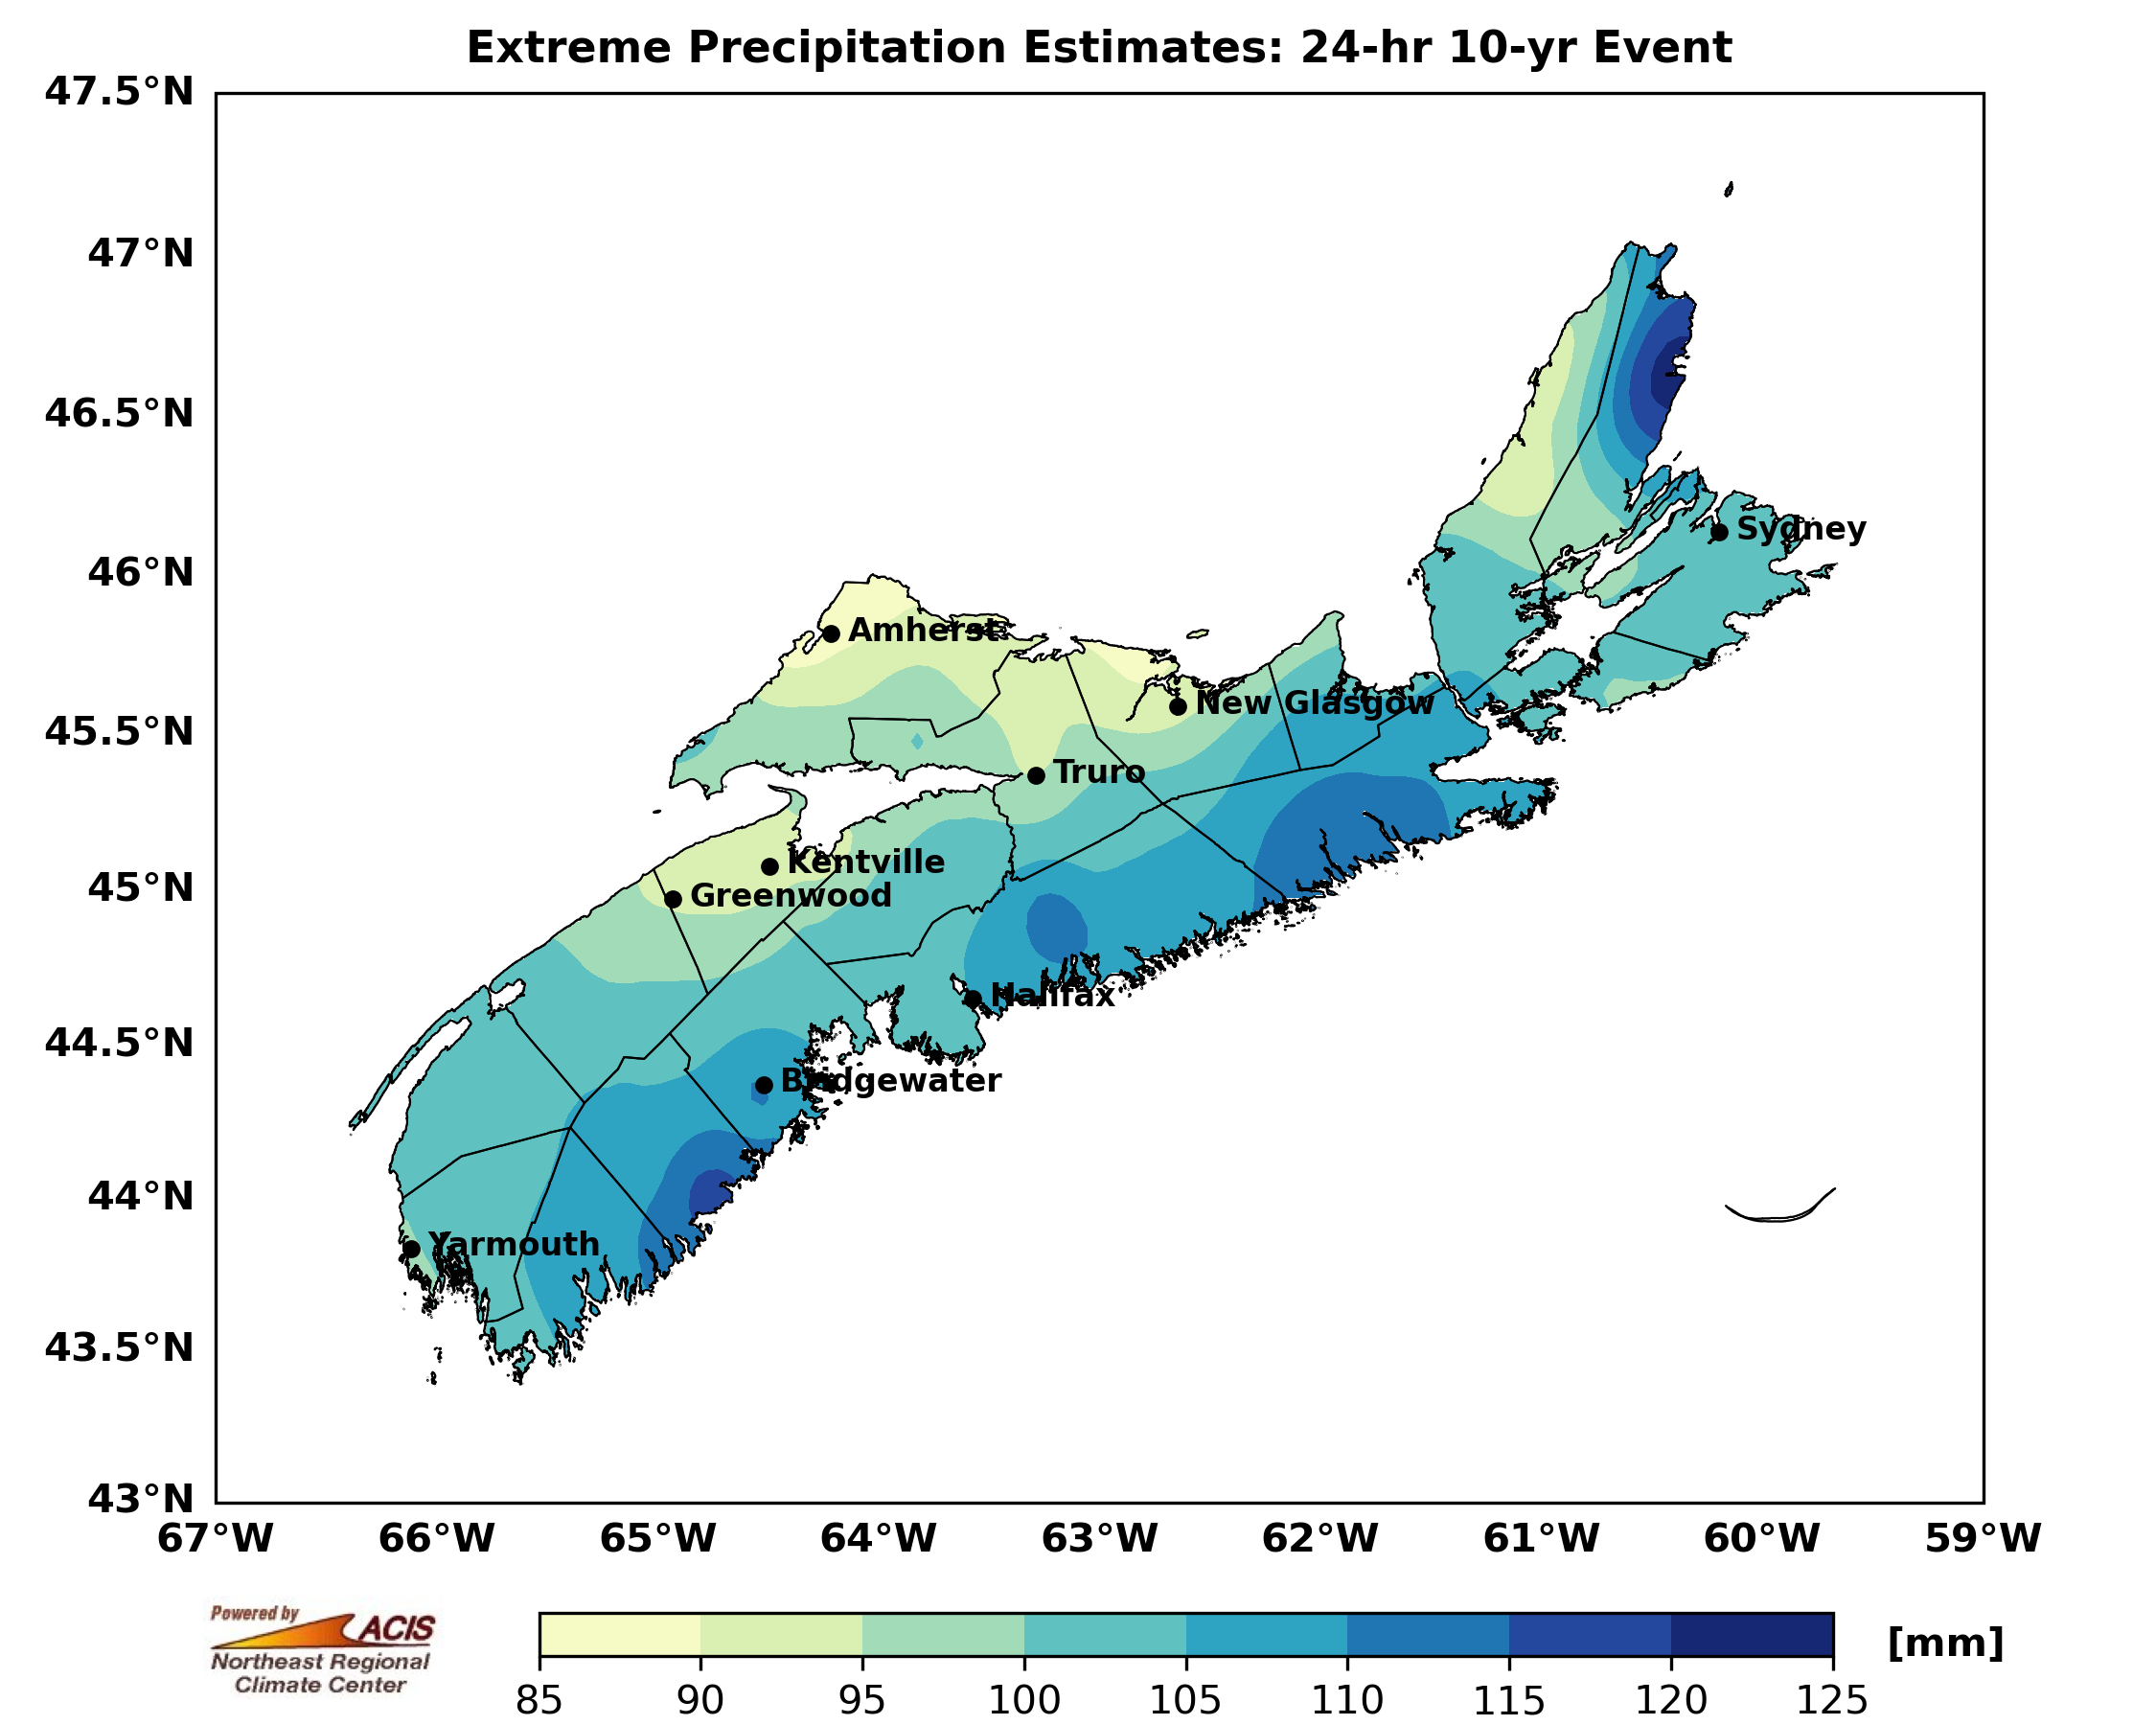 Extreme Precipitation Estimates: 24-hr 10-yr Event
47.5°N
47°N
46.5°N
46°N
45.5°N
45°N
44.5°N
44°N
43.5°N
43°N
Sydney
Amherst
New Glasgow
Truro
Kentville
Greenwood
Halifax
Bridgewater
Yarmouth
67°W 66°W 65°W 64°W 63°W 62°W 61°W 60°W 59°W
Powered by
ACIS
Northeast Regional
Climate Center
85 90 95 100 105 110 115 120 125
[mm]